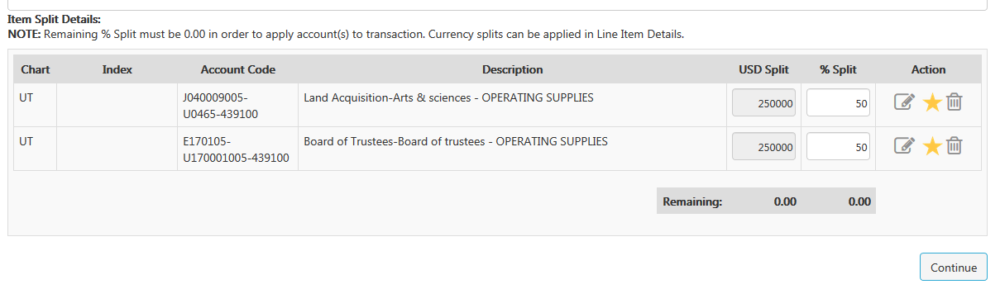 Item Split Details:
NOTE: Remaining % Split must be 0.00 in order to apply account(s) to transaction. Currency splits can be applied in Line Item Details.
Chart Index Account Code Description USD Split % Split Action
UT J040009005- Land Acquisition-Arts & sciences - OPERATING SUPPLIES 250000 50
U0465-439100
UT E170105- Board of Trustees-Board of trustees - OPERATING SUPPLIES 250000 50
U170001005-439100
Remaining: 0.00 0.00
Continue